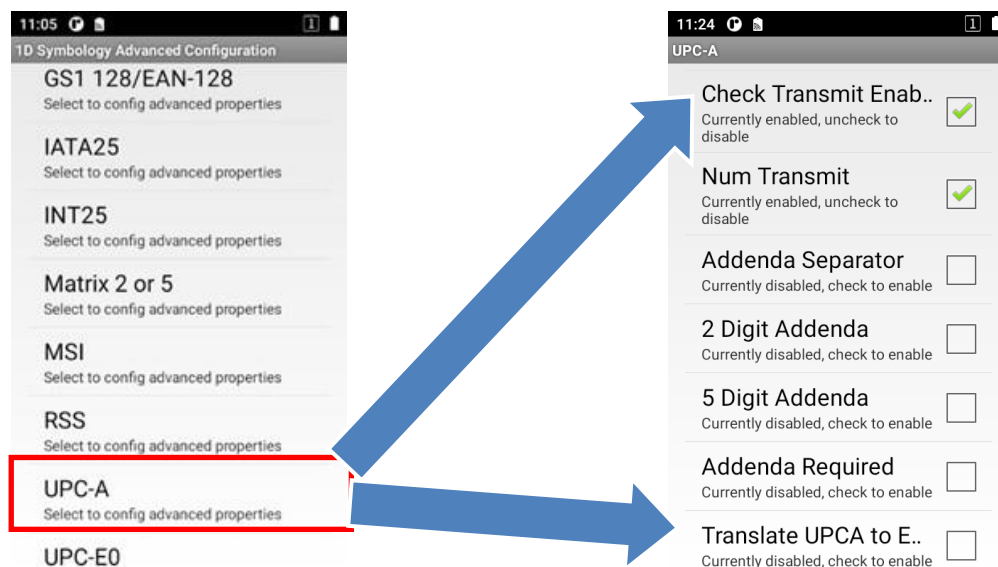 11:05
1
1D Symbology Advanced Configuration
GS1 128/EAN-128
Select to config advanced properties
IATA25
Select to config advanced properties
INT25
Select to config advanced properties
Matrix 2 or 5
Select to config advanced properties
MSI
Select to config advanced properties
RSS
Select to config advanced properties
UPC-A
Select to config advanced properties
UPC-E0
11:24
1
UPC-A
Check Transmit Enab..
Currently enabled, uncheck to
disable
Num Transmit
Currently enabled, uncheck to
disable
Addenda Separator
Currently disabled, check to enable
2 Digit Addenda
Currently disabled, check to enable
5 Digit Addenda
Currently disabled, check to enable
Addenda Required
Currently disabled, check to enable
Translate UPCA to E..
Currently disabled, check to enable